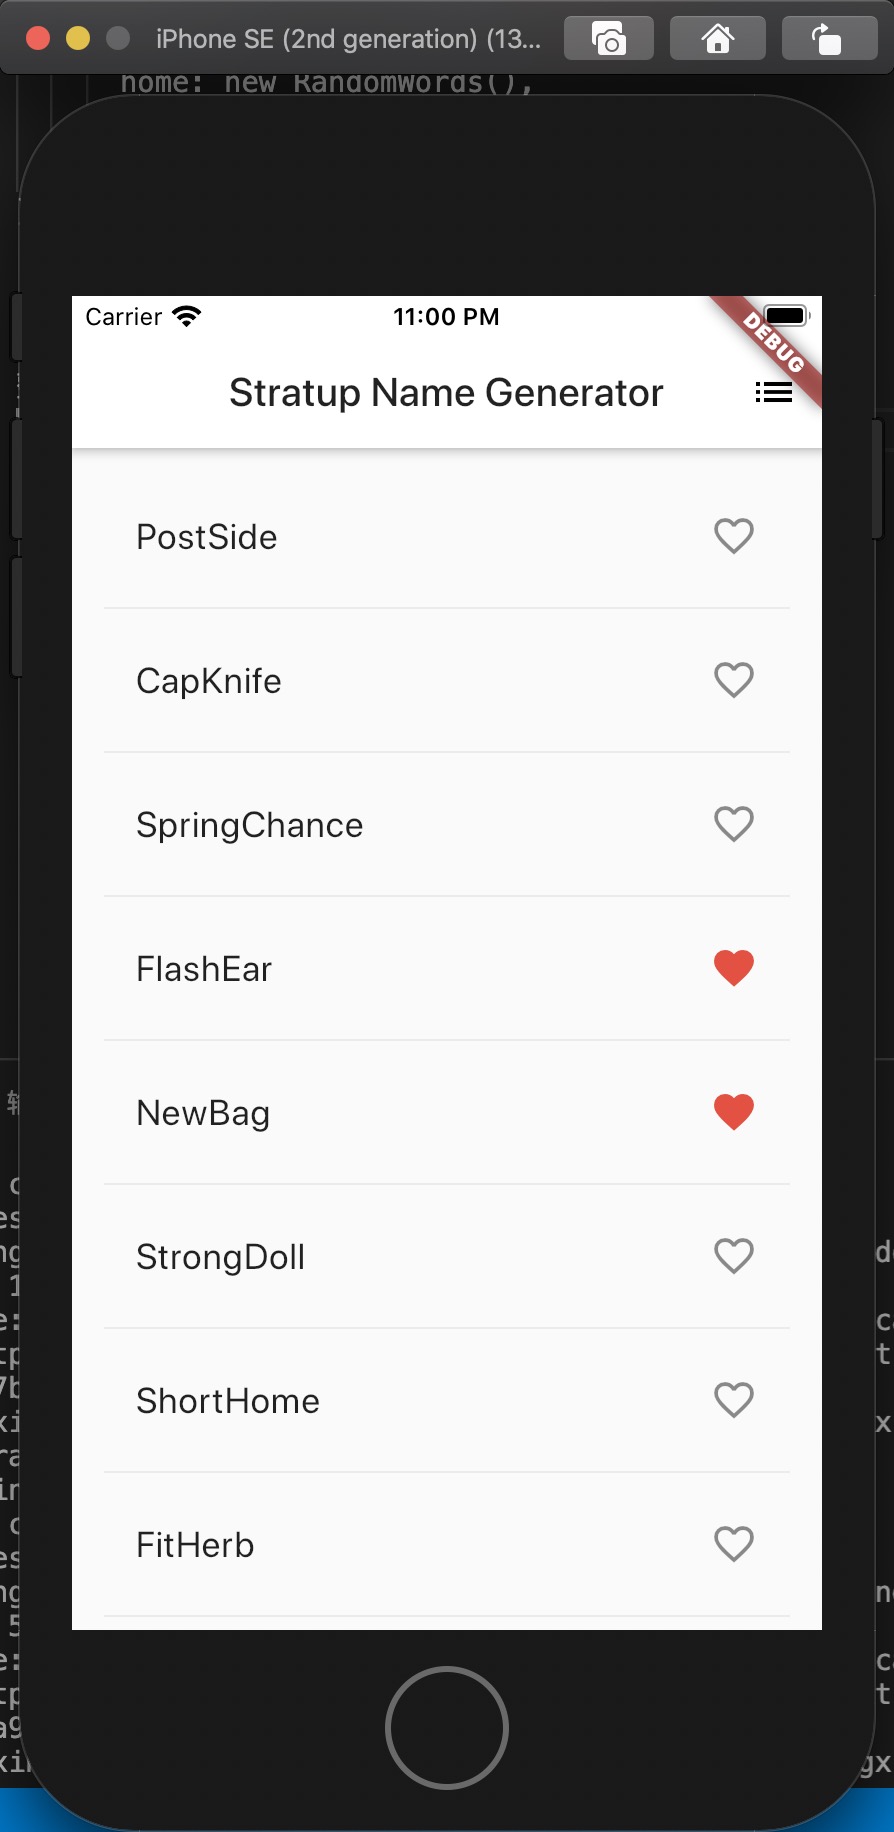 iPhone SE (2nd generation) (13...
home: new RandomWords(),
Carrier
11:00 PM
DEBUG
Stratup Name Generator
PostSide
CapKnife
SpringChance
FlashEar
NewBag
StrongDoll
ShortHome
FitHerb